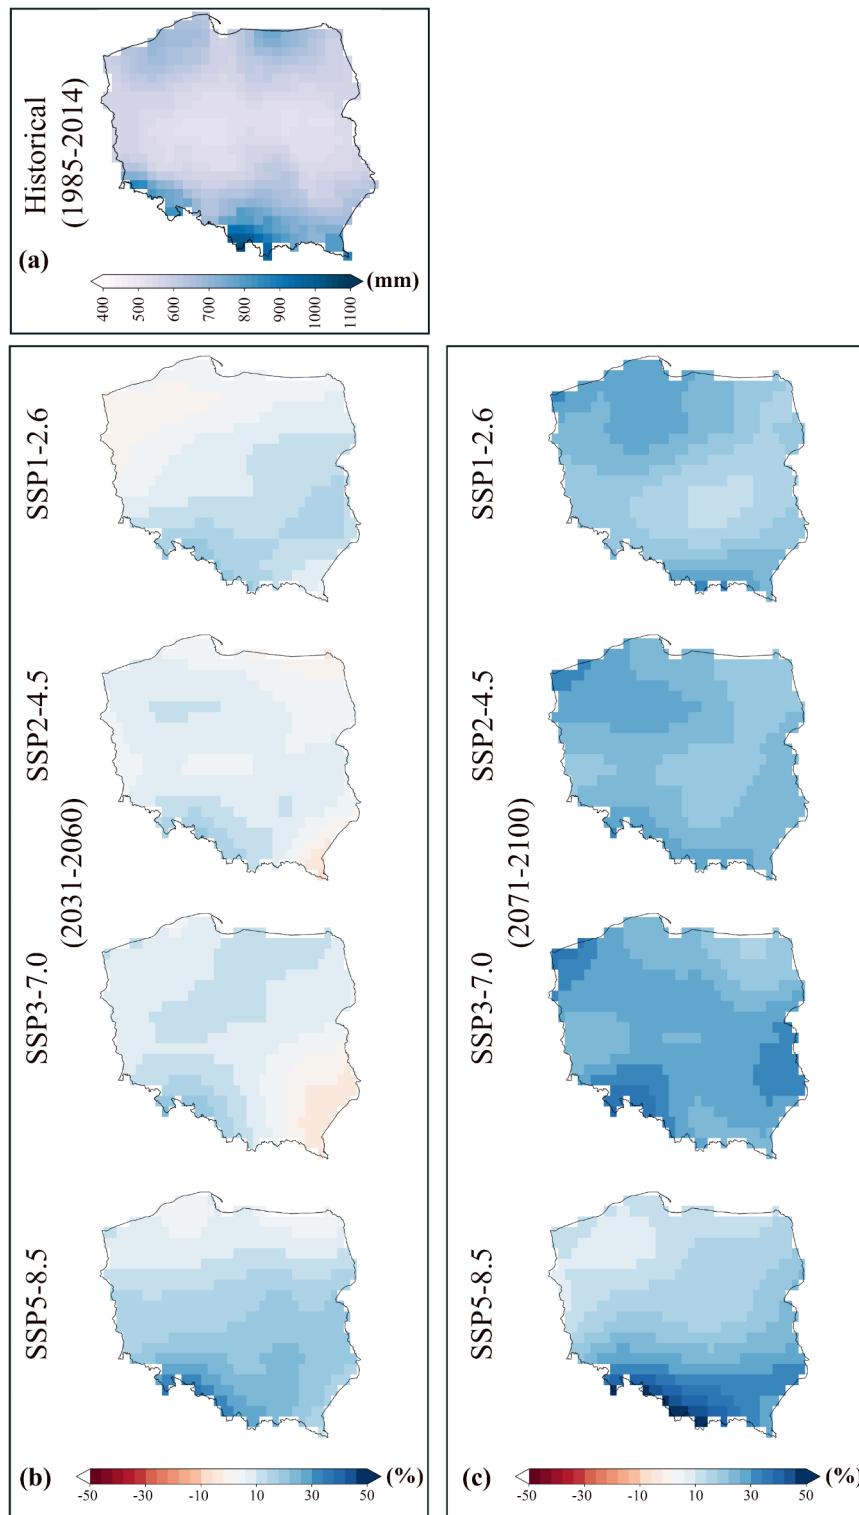 Historical
(1985-2014)
(a)
(mm)
400 500 600 700 800 900 1000 1100
SSP1-2.6
SSP2-4.5
(2031-2060)
SSP3-7.0
SSP5-8.5
(b)
(%)
-50 -30 -10 10 30 50
SSP1-2.6
SSP2-4.5
(2071-2100)
SSP3-7.0
SSP5-8.5
(c)
(%)
-50 -30 -10 10 30 50